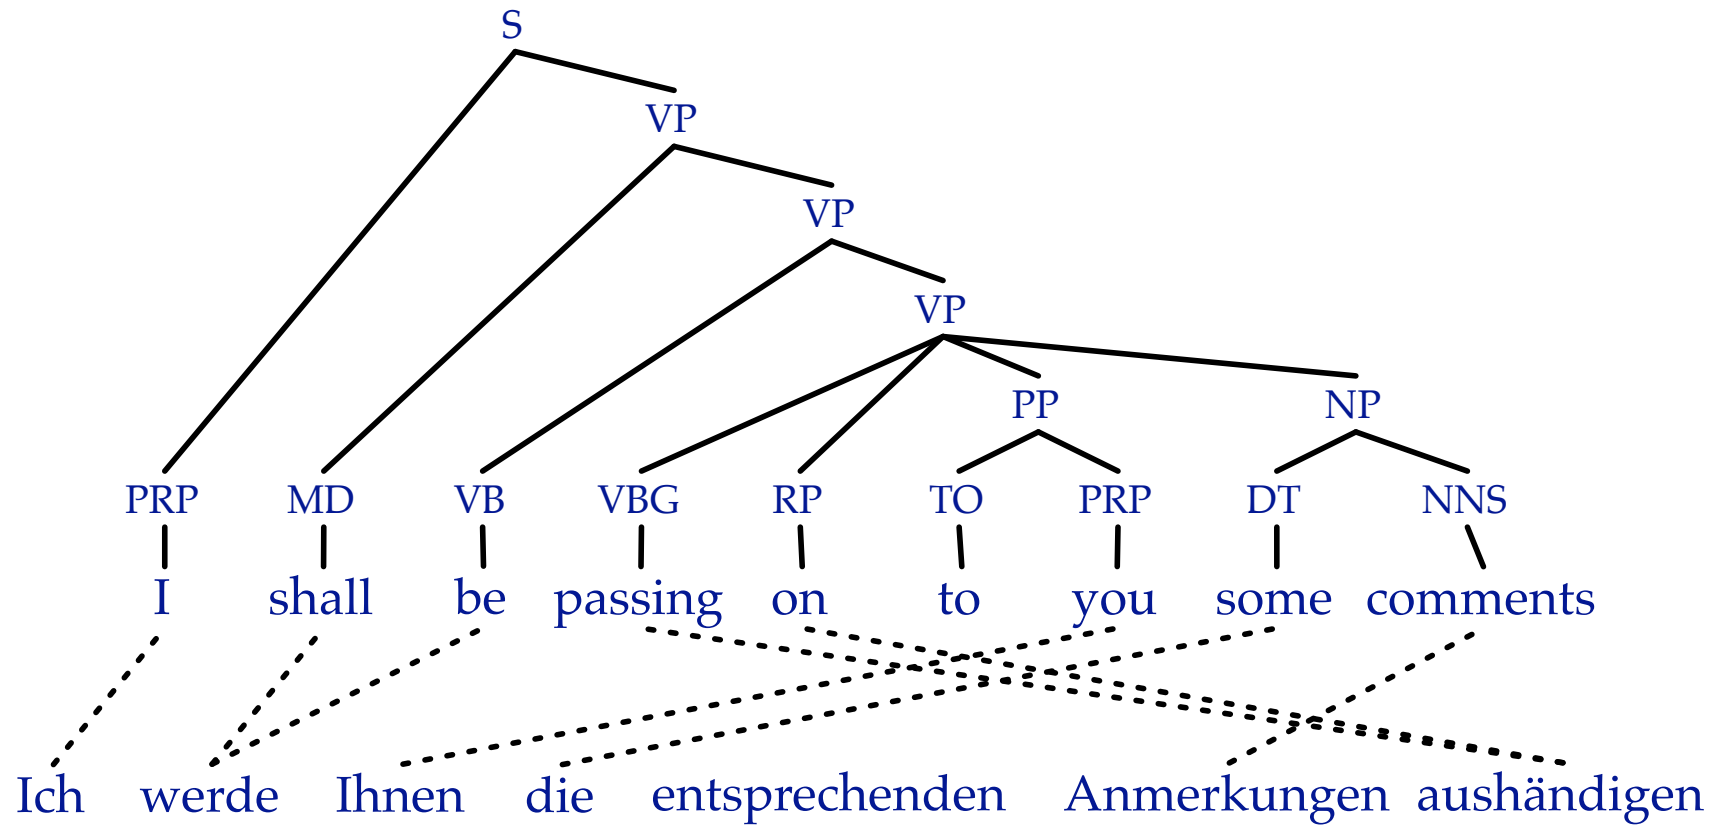 S
VP
VP
VP
PP NP
PRP MD VB VBG RP TO PRP DT NNS
I shall be passing on to you some comments
Ich werde Ihnen die entsprechenden Anmerkungen aushändigen